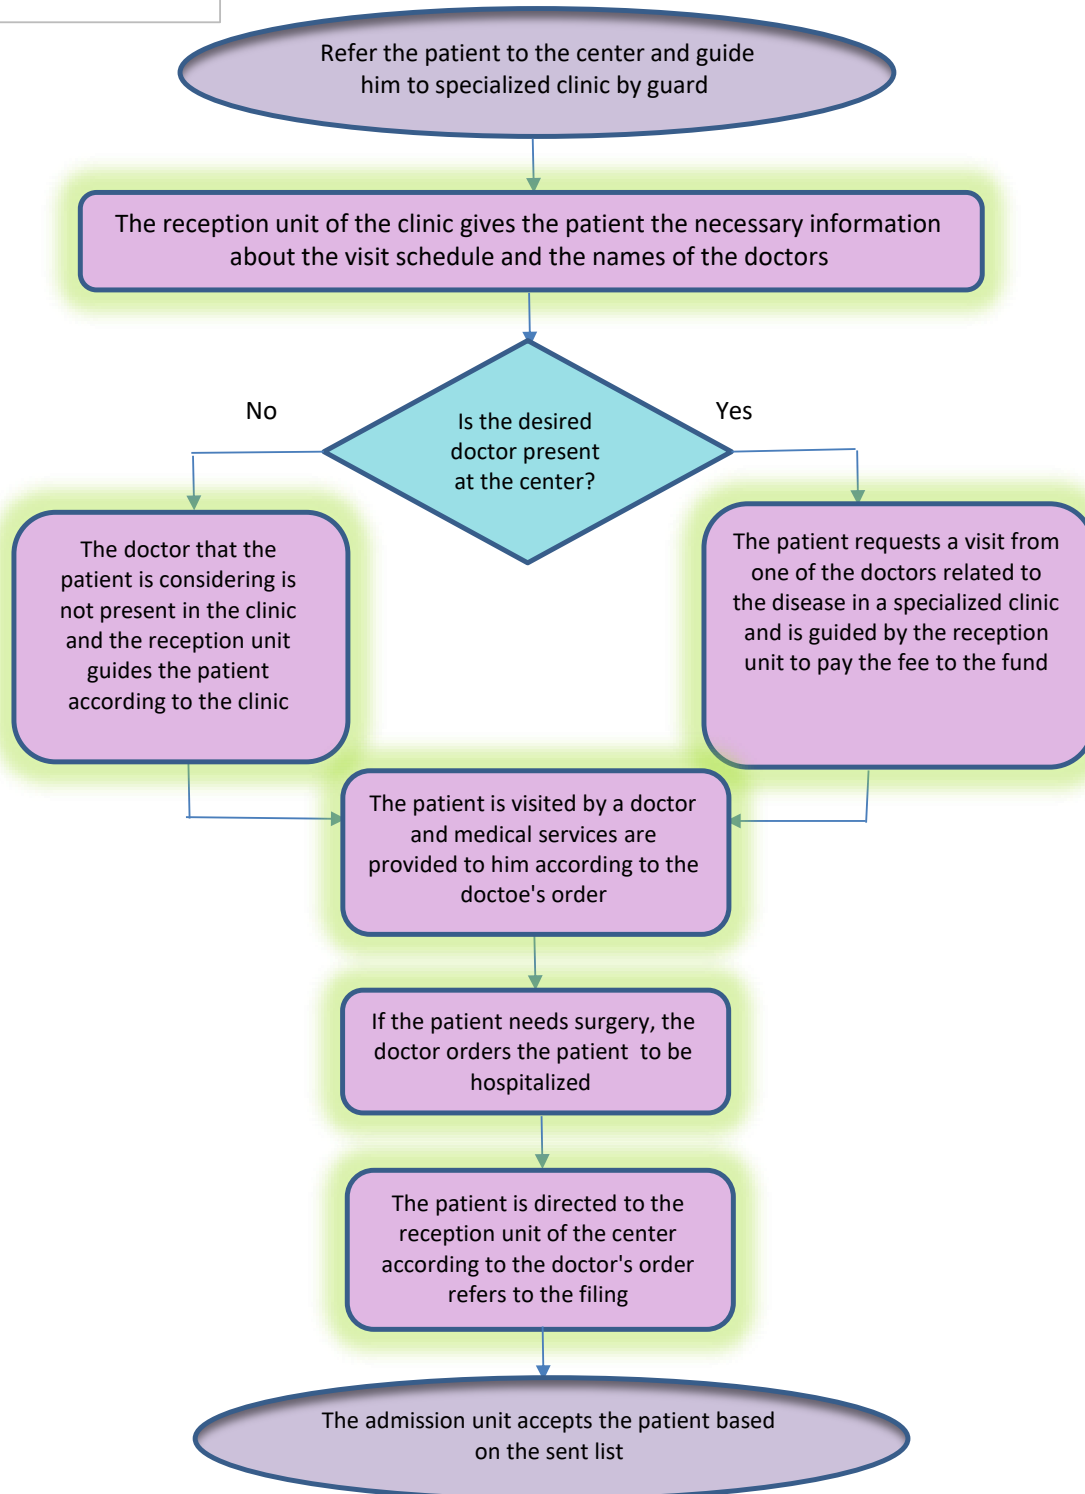 Refer the patient to the center and guide
him to specialized clinic by guard
The reception unit of the clinic gives the patient the necessary information
about the visit schedule and the names of the doctors
No
Yes
Is the desired
doctor present
at the center?
The doctor that the
patient is considering is
not present in the clinic
and the reception unit
guides the patient
according to the clinic
The patient requests a visit from
one of the doctors related to
the disease in a specialized clinic
and is guided by the reception
unit to pay the fee to the fund
The patient is visited by a doctor
and medical services are
provided to him according to the
doctoe's order
If the patient needs surgery, the
doctor orders the patient  to be
hospitalized
The patient is directed to the
reception unit of the center
according to the doctor's order
refers to the filing
The admission unit accepts the patient based
on the sent list